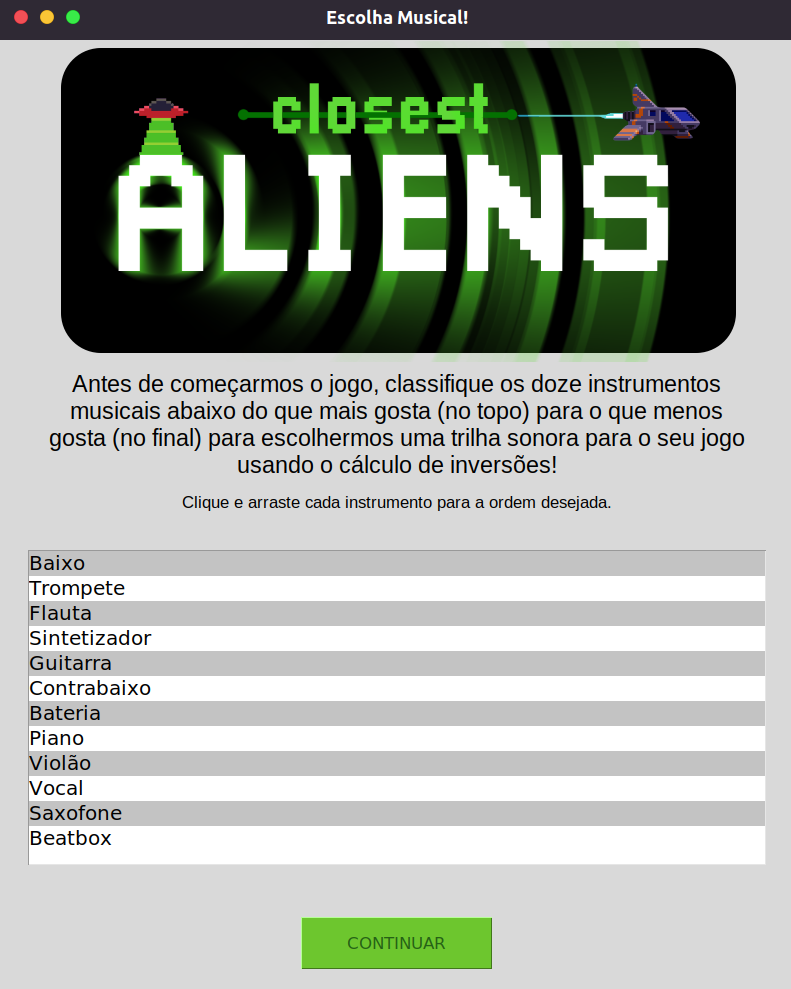 Escolha Musical!
closest
ALIENS
Antes de começarmos o jogo, classifique os doze instrumentos
musicais abaixo do que mais gosta (no topo) para o que menos
gosta (no final) para escolhermos uma trilha sonora para o seu jogo
usando o cálculo de inversões!
Clique e arraste cada instrumento para a ordem desejada.
Baixo
Trompete
Flauta
Sintetizador
Guitarra
Contrabaixo
Bateria
Piano
Violão
Vocal
Saxofone
Beatbox
CONTINUAR